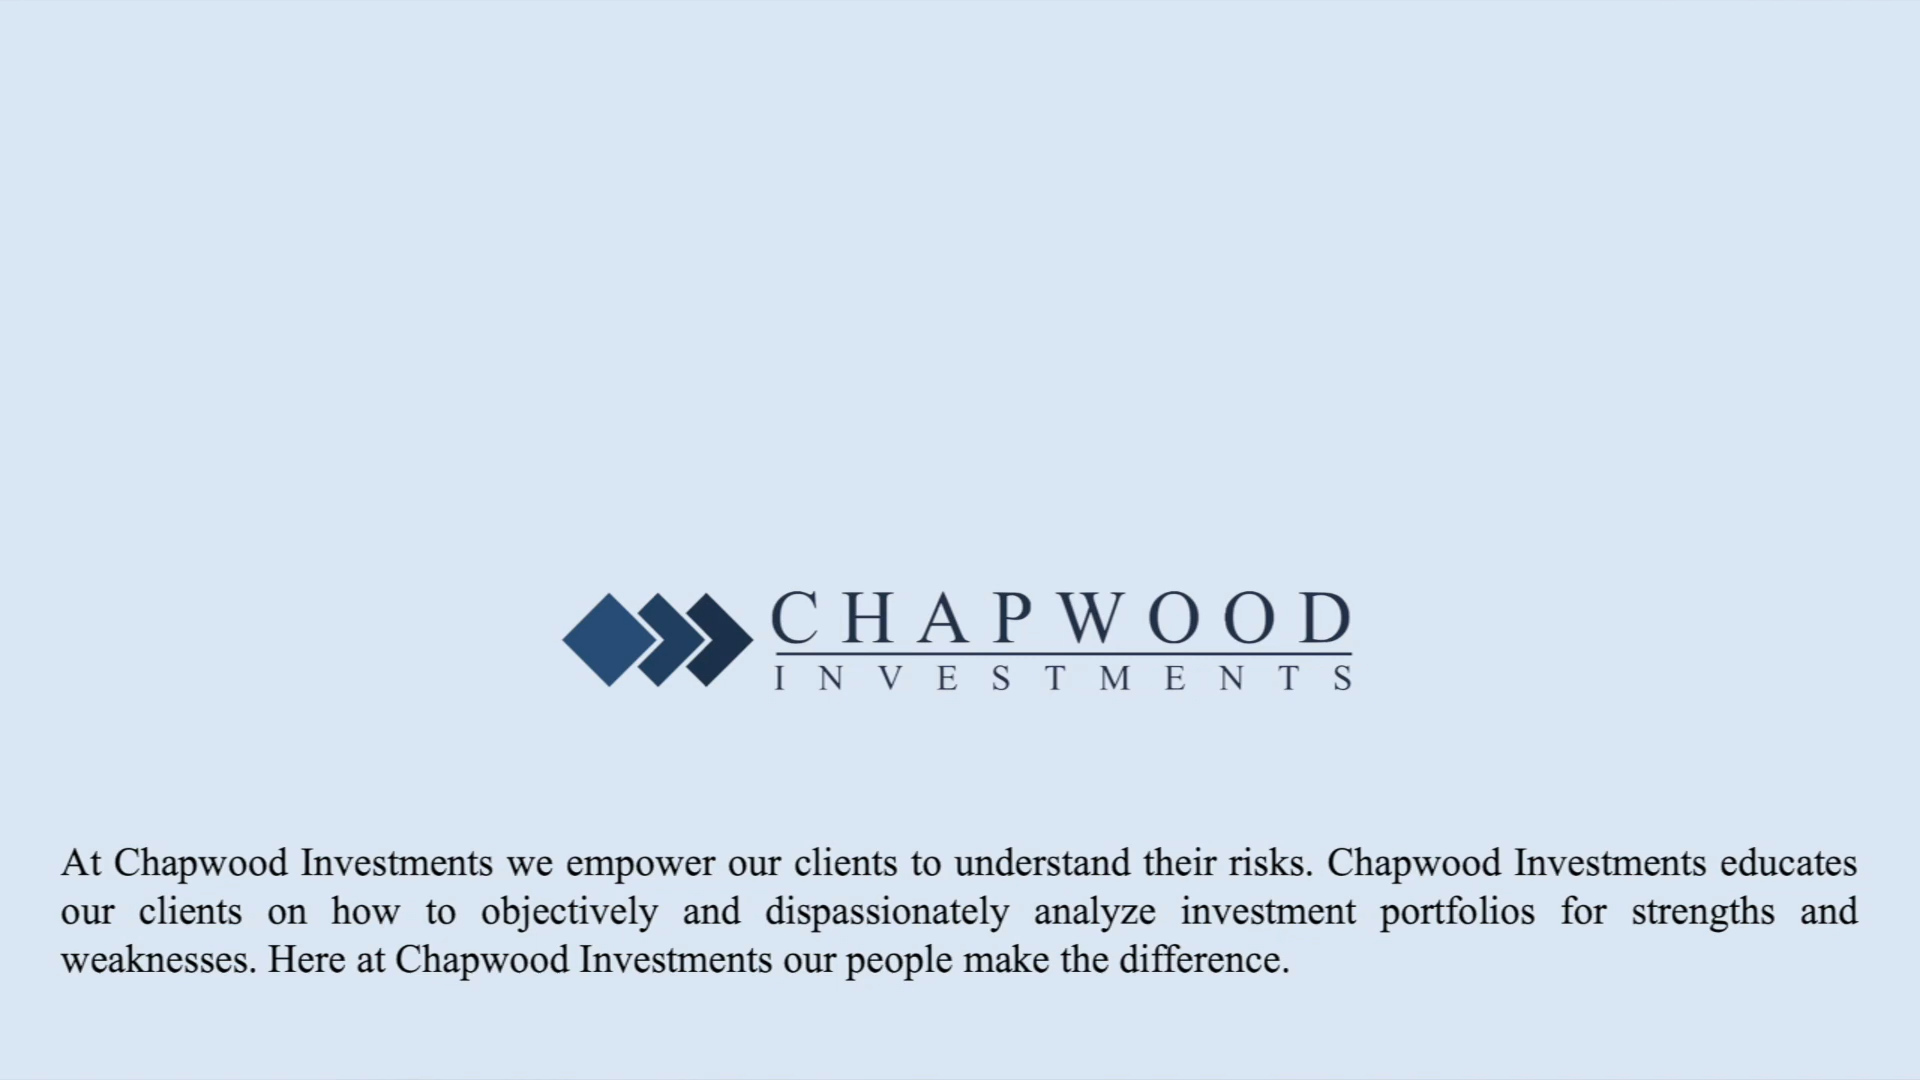 CHAPWOOD
INVESTMENTS
At Chapwood Investments we empower our clients to understand their risks. Chapwood Investments educates
our clients on how to objectively and dispassionately analyze investment portfolios for strengths and
weaknesses. Here at Chapwood Investments our people make the difference.